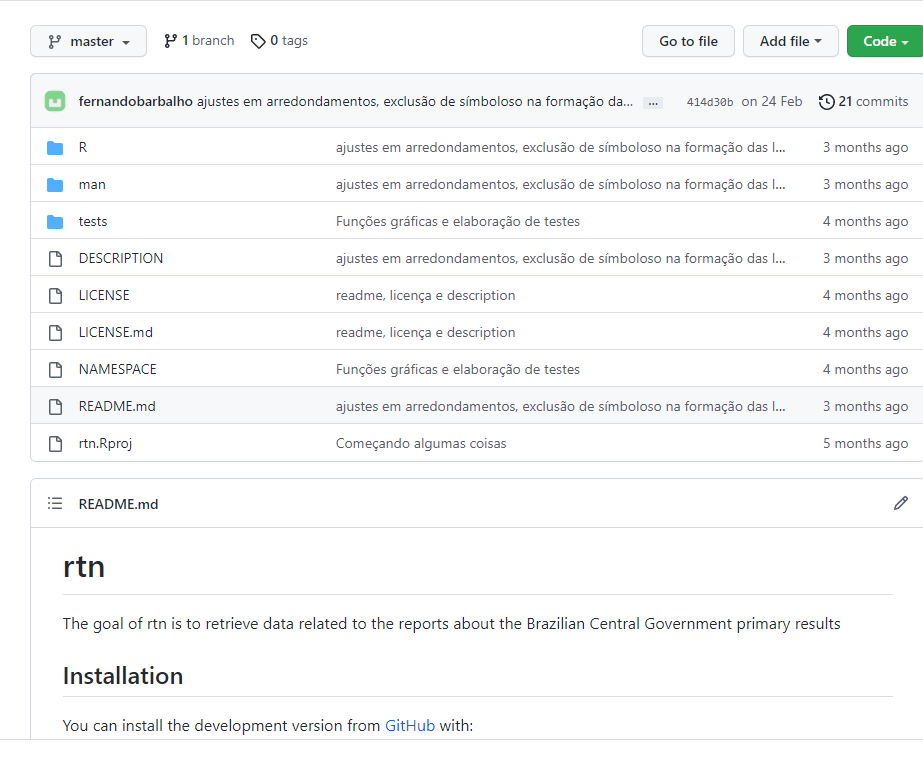 master 1 branch 0 tags Go to file Add file Code
fernandobarbalho ajustes em arredondamentos, exclusão de símboloso na formação da... ... 414d30b on 24 Feb 21 commits
R ajustes em arredondamentos, exclusão de símboloso na formação das l... 3 months ago
man ajustes em arredondamentos, exclusão de símboloso na formação das l... 3 months ago
tests Funções gráficas e elaboração de testes 4 months ago
DESCRIPTION ajustes em arredondamentos, exclusão de símboloso na formação das l... 3 months ago
LICENSE readme, licença e description 4 months ago
LICENSE.md readme, licença e description 4 months ago
NAMESPACE Funções gráficas e elaboração de testes 4 months ago
README.md ajustes em arredondamentos, exclusão de símboloso na formação das l... 3 months ago
rtn.Rproj Começando algumas coisas 5 months ago
README.md
rtn
The goal of rtn is to retrieve data related to the reports about the Brazilian Central Government primary results
Installation
You can install the development version from GitHub with: